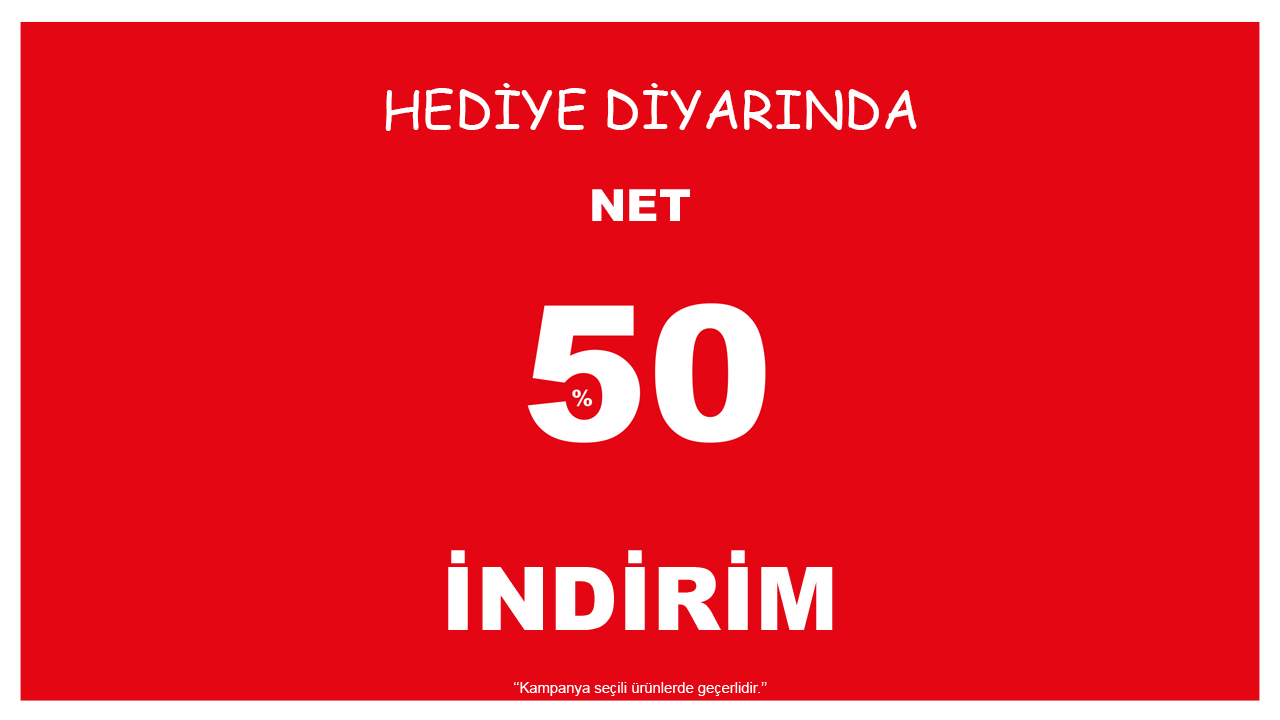 HEDİYE DİYARINDA
NET
%50
İNDİRİM
“Kampanya seçili ürünlerde geçerlidir.”